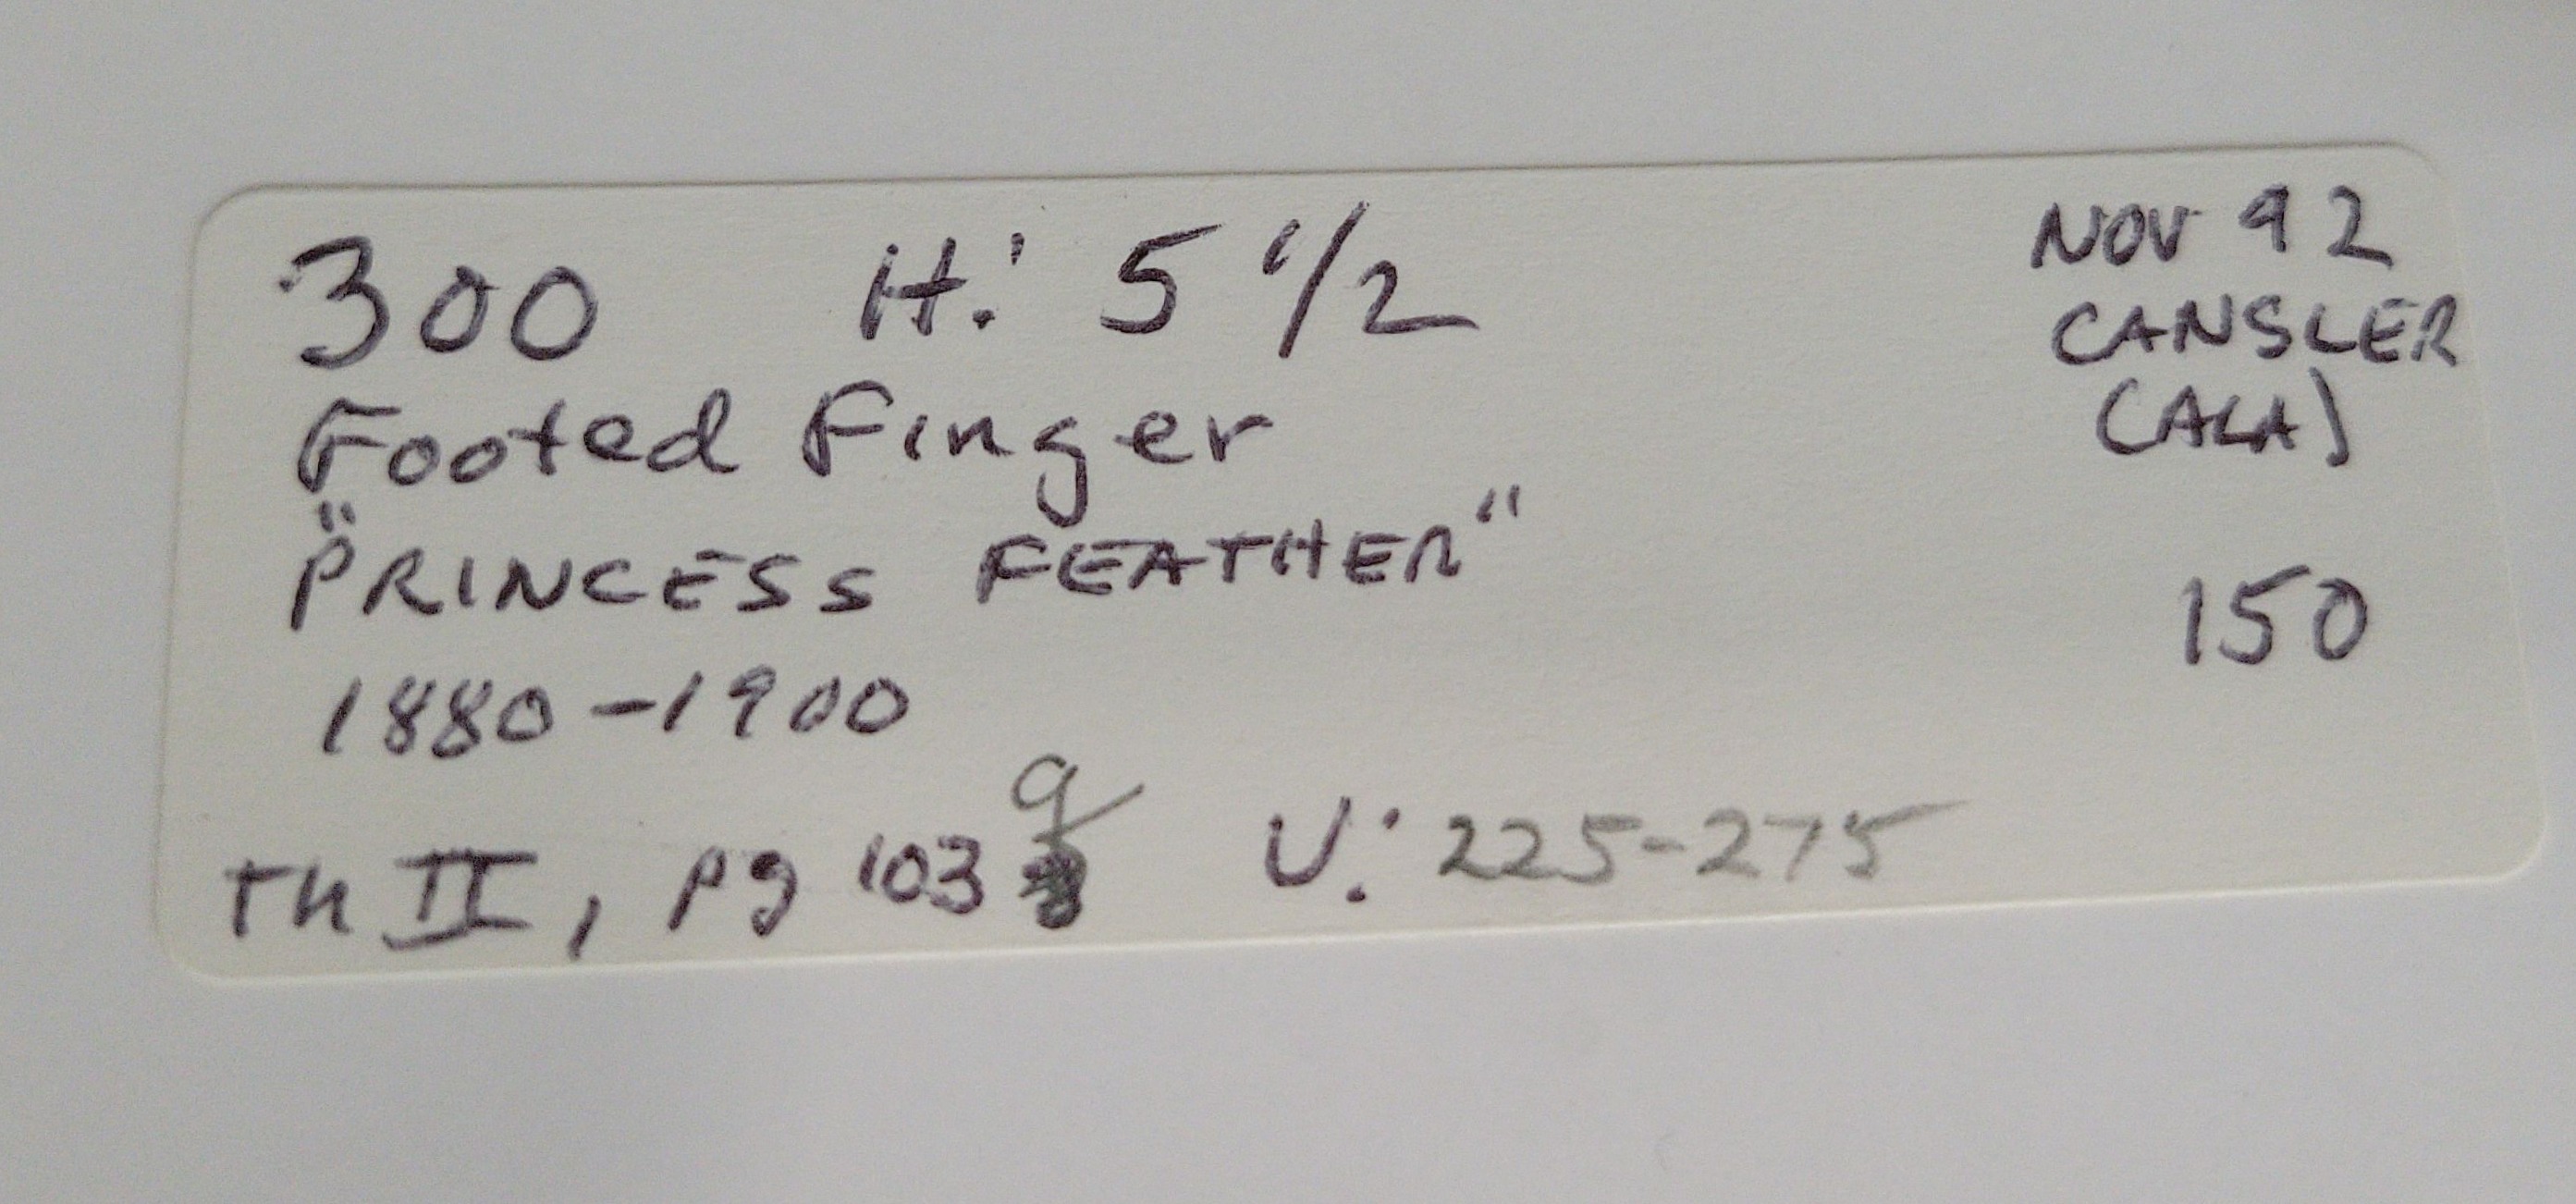 300 H: 5 1/2
Footed Finger
"PRINCESS FEATHER"
1880-1900
Th II, pg 103 g V: 225-275
NOV 92
CANSLER
(ALA)
150